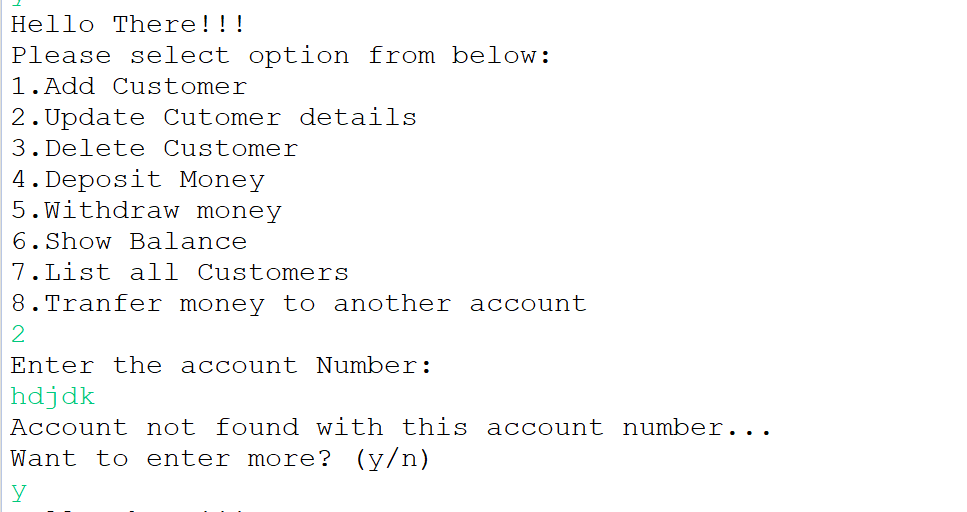 Hello There!!!
Please select option from below:
1.Add Customer
2.Update Cutomer details
3.Delete Customer
4.Deposit Money
5.Withdraw money
6.Show Balance
7.List all Customers
8.Tranfer money to another account
2
Enter the account Number:
hdjdk
Account not found with this account number...
Want to enter more? (y/n)
y